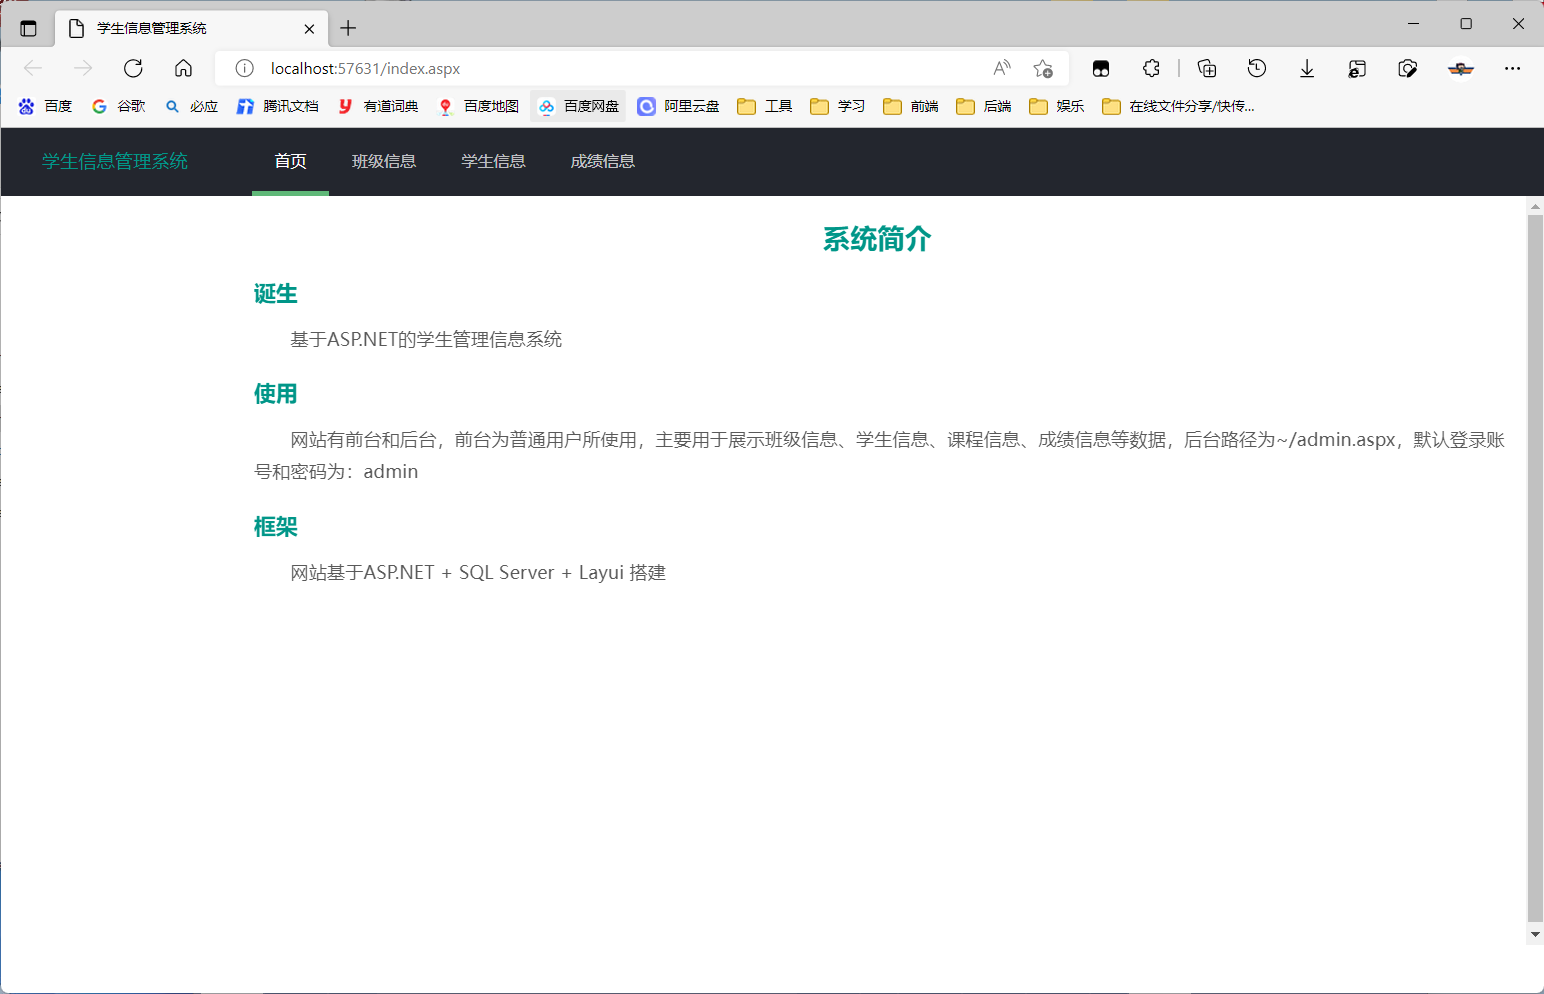 学生信息管理系统
localhost:57631/index.aspx
百度 谷歌 必应 腾讯文档 有道词典 百度地图 百度网盘 阿里云盘 工具 学习 前端 后端 娱乐 在线文件分享/快传...
学生信息管理系统 首页 班级信息 学生信息 成绩信息
系统简介
诞生
基于ASP.NET的学生管理信息系统
使用
网站有前台和后台，前台为普通用户所使用，主要用于展示班级信息、学生信息、课程信息、成绩信息等数据，后台路径为~/admin.aspx，默认登录账
号和密码为：admin
框架
网站基于ASP.NET + SQL Server + Layui 搭建